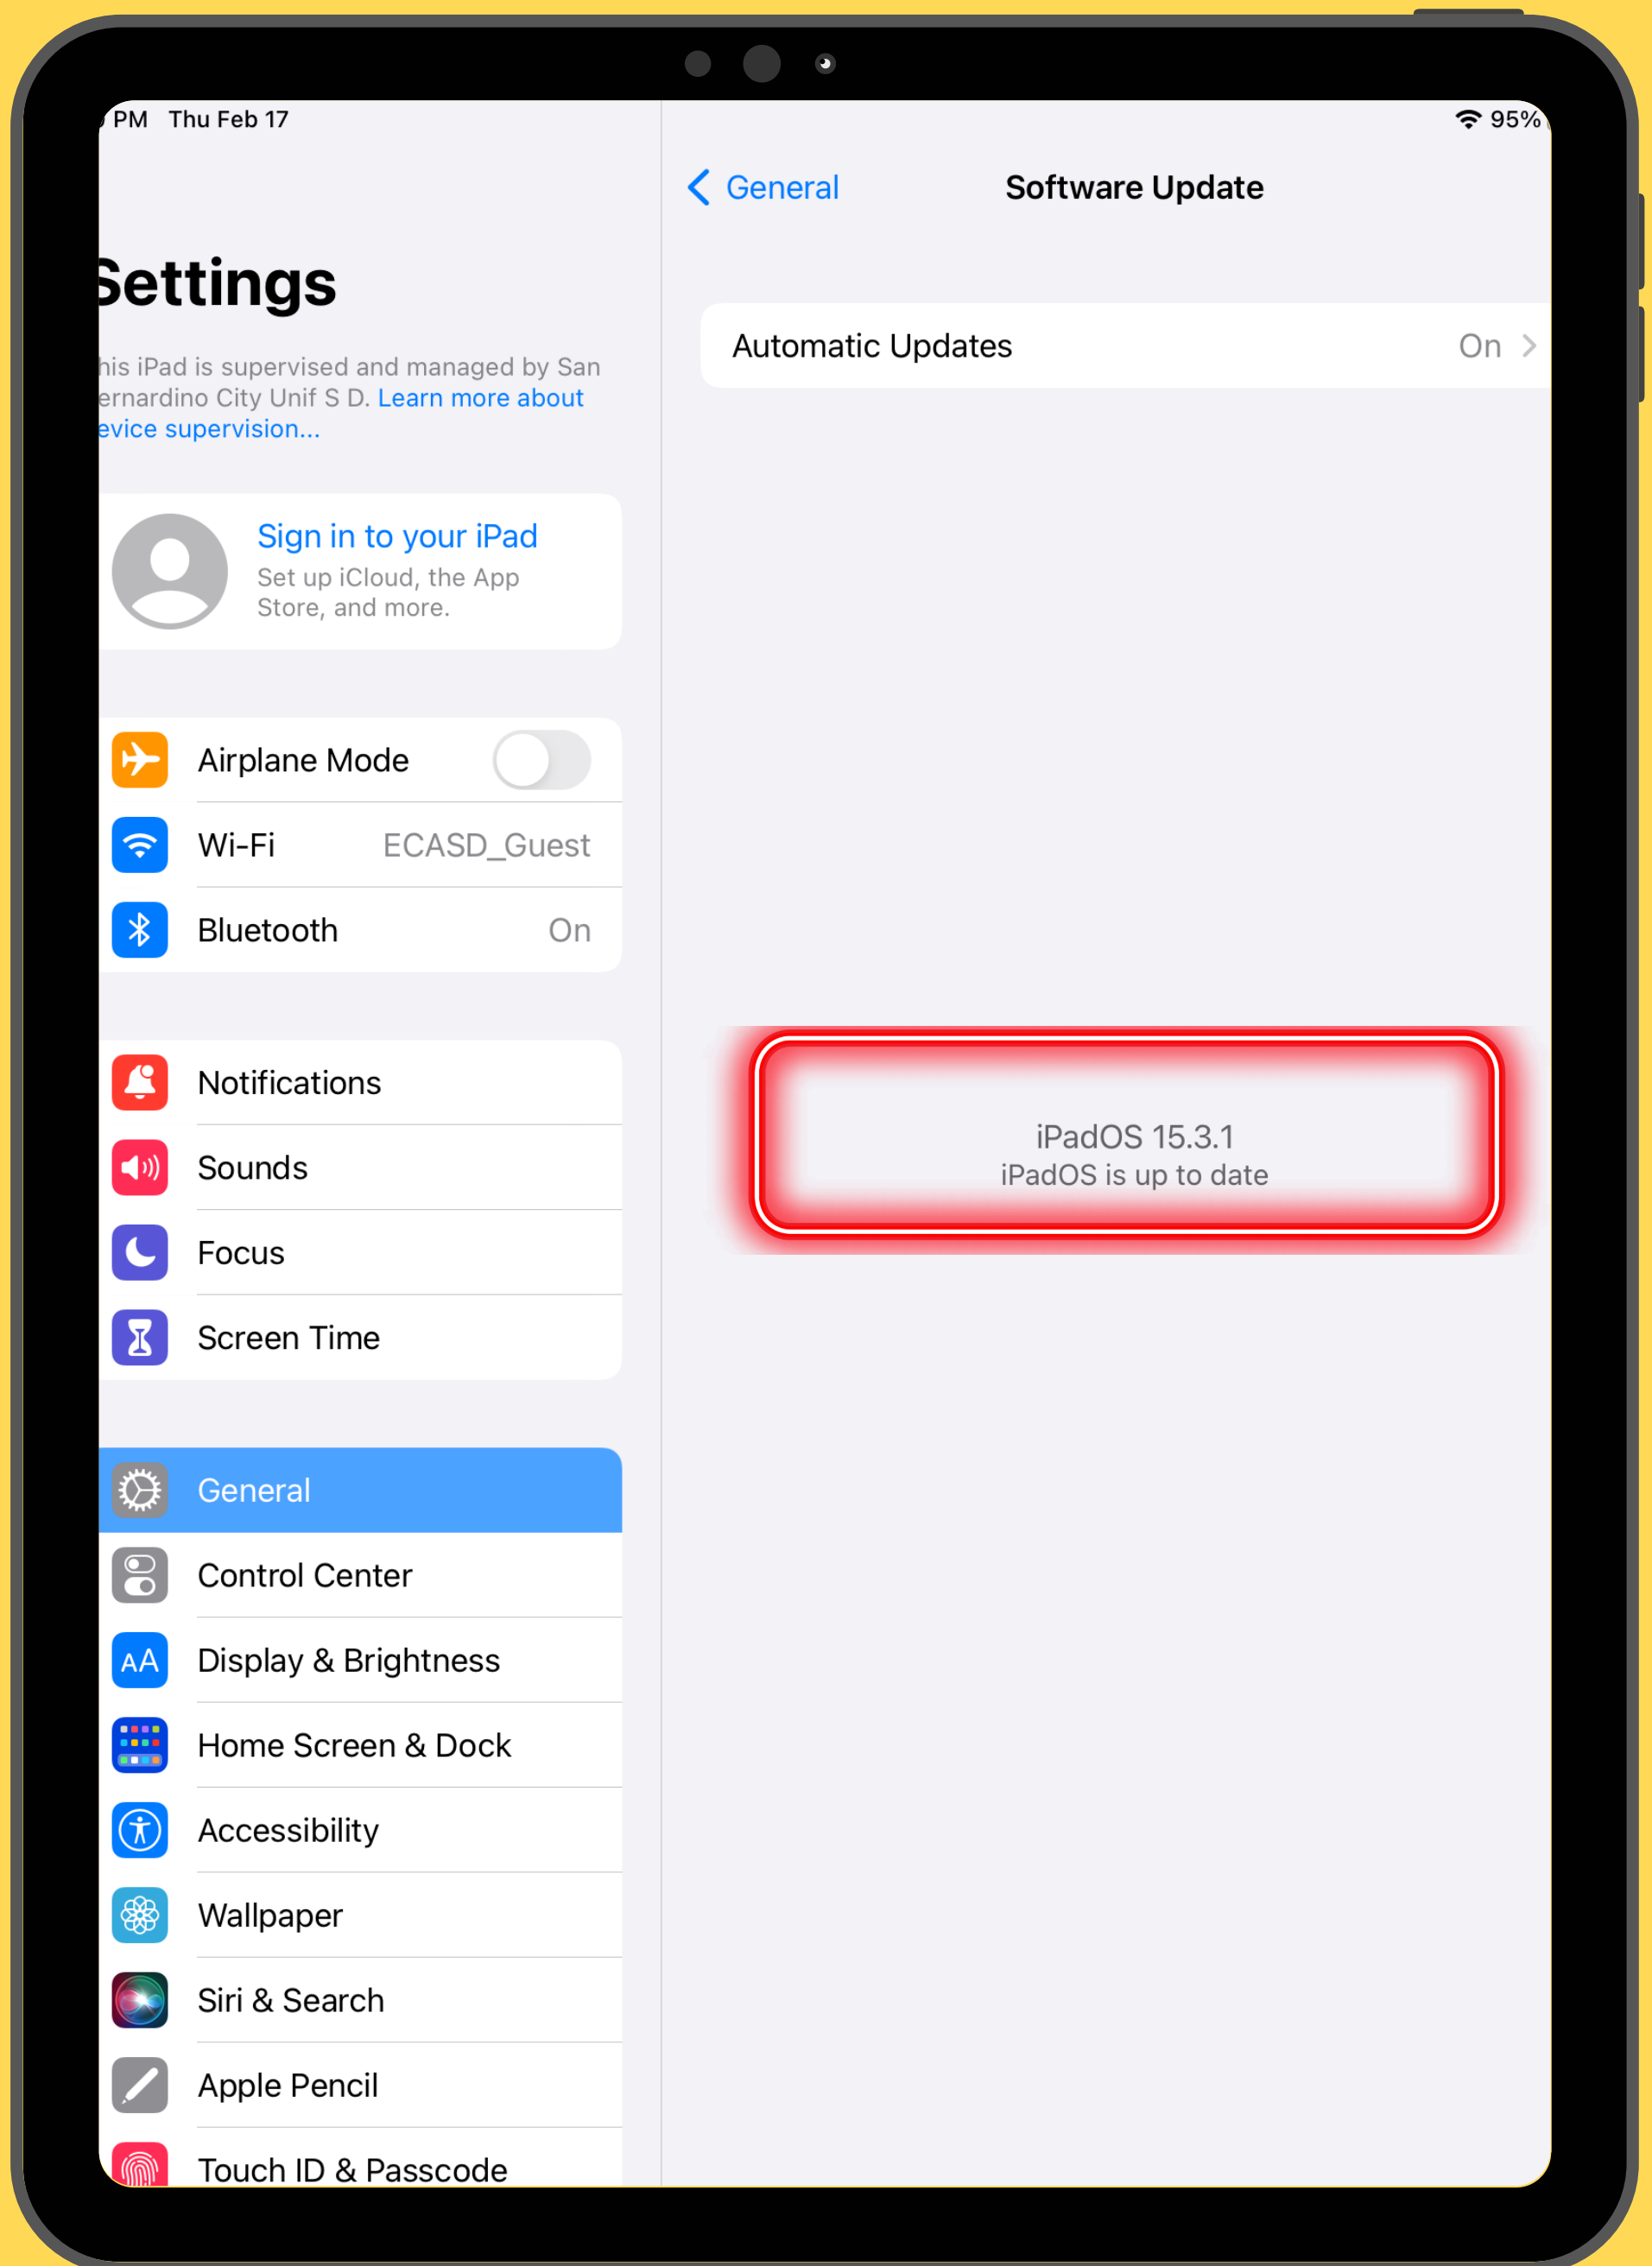 PM Thu Feb 17
95%
Settings
his iPad is supervised and managed by San
ernardino City Unif S D. Learn more about
evice supervision...
Sign in to your iPad
Set up iCloud, the App
Store, and more.
Airplane Mode
Wi-Fi ECASD_Guest
Bluetooth On
Notifications
Sounds
Focus
Screen Time
General
Control Center
AA Display & Brightness
Home Screen & Dock
Accessibility
Wallpaper
Siri & Search
Apple Pencil
Touch ID & Passcode
General Software Update
Automatic Updates On
iPadOS 15.3.1
iPadOS is up to date